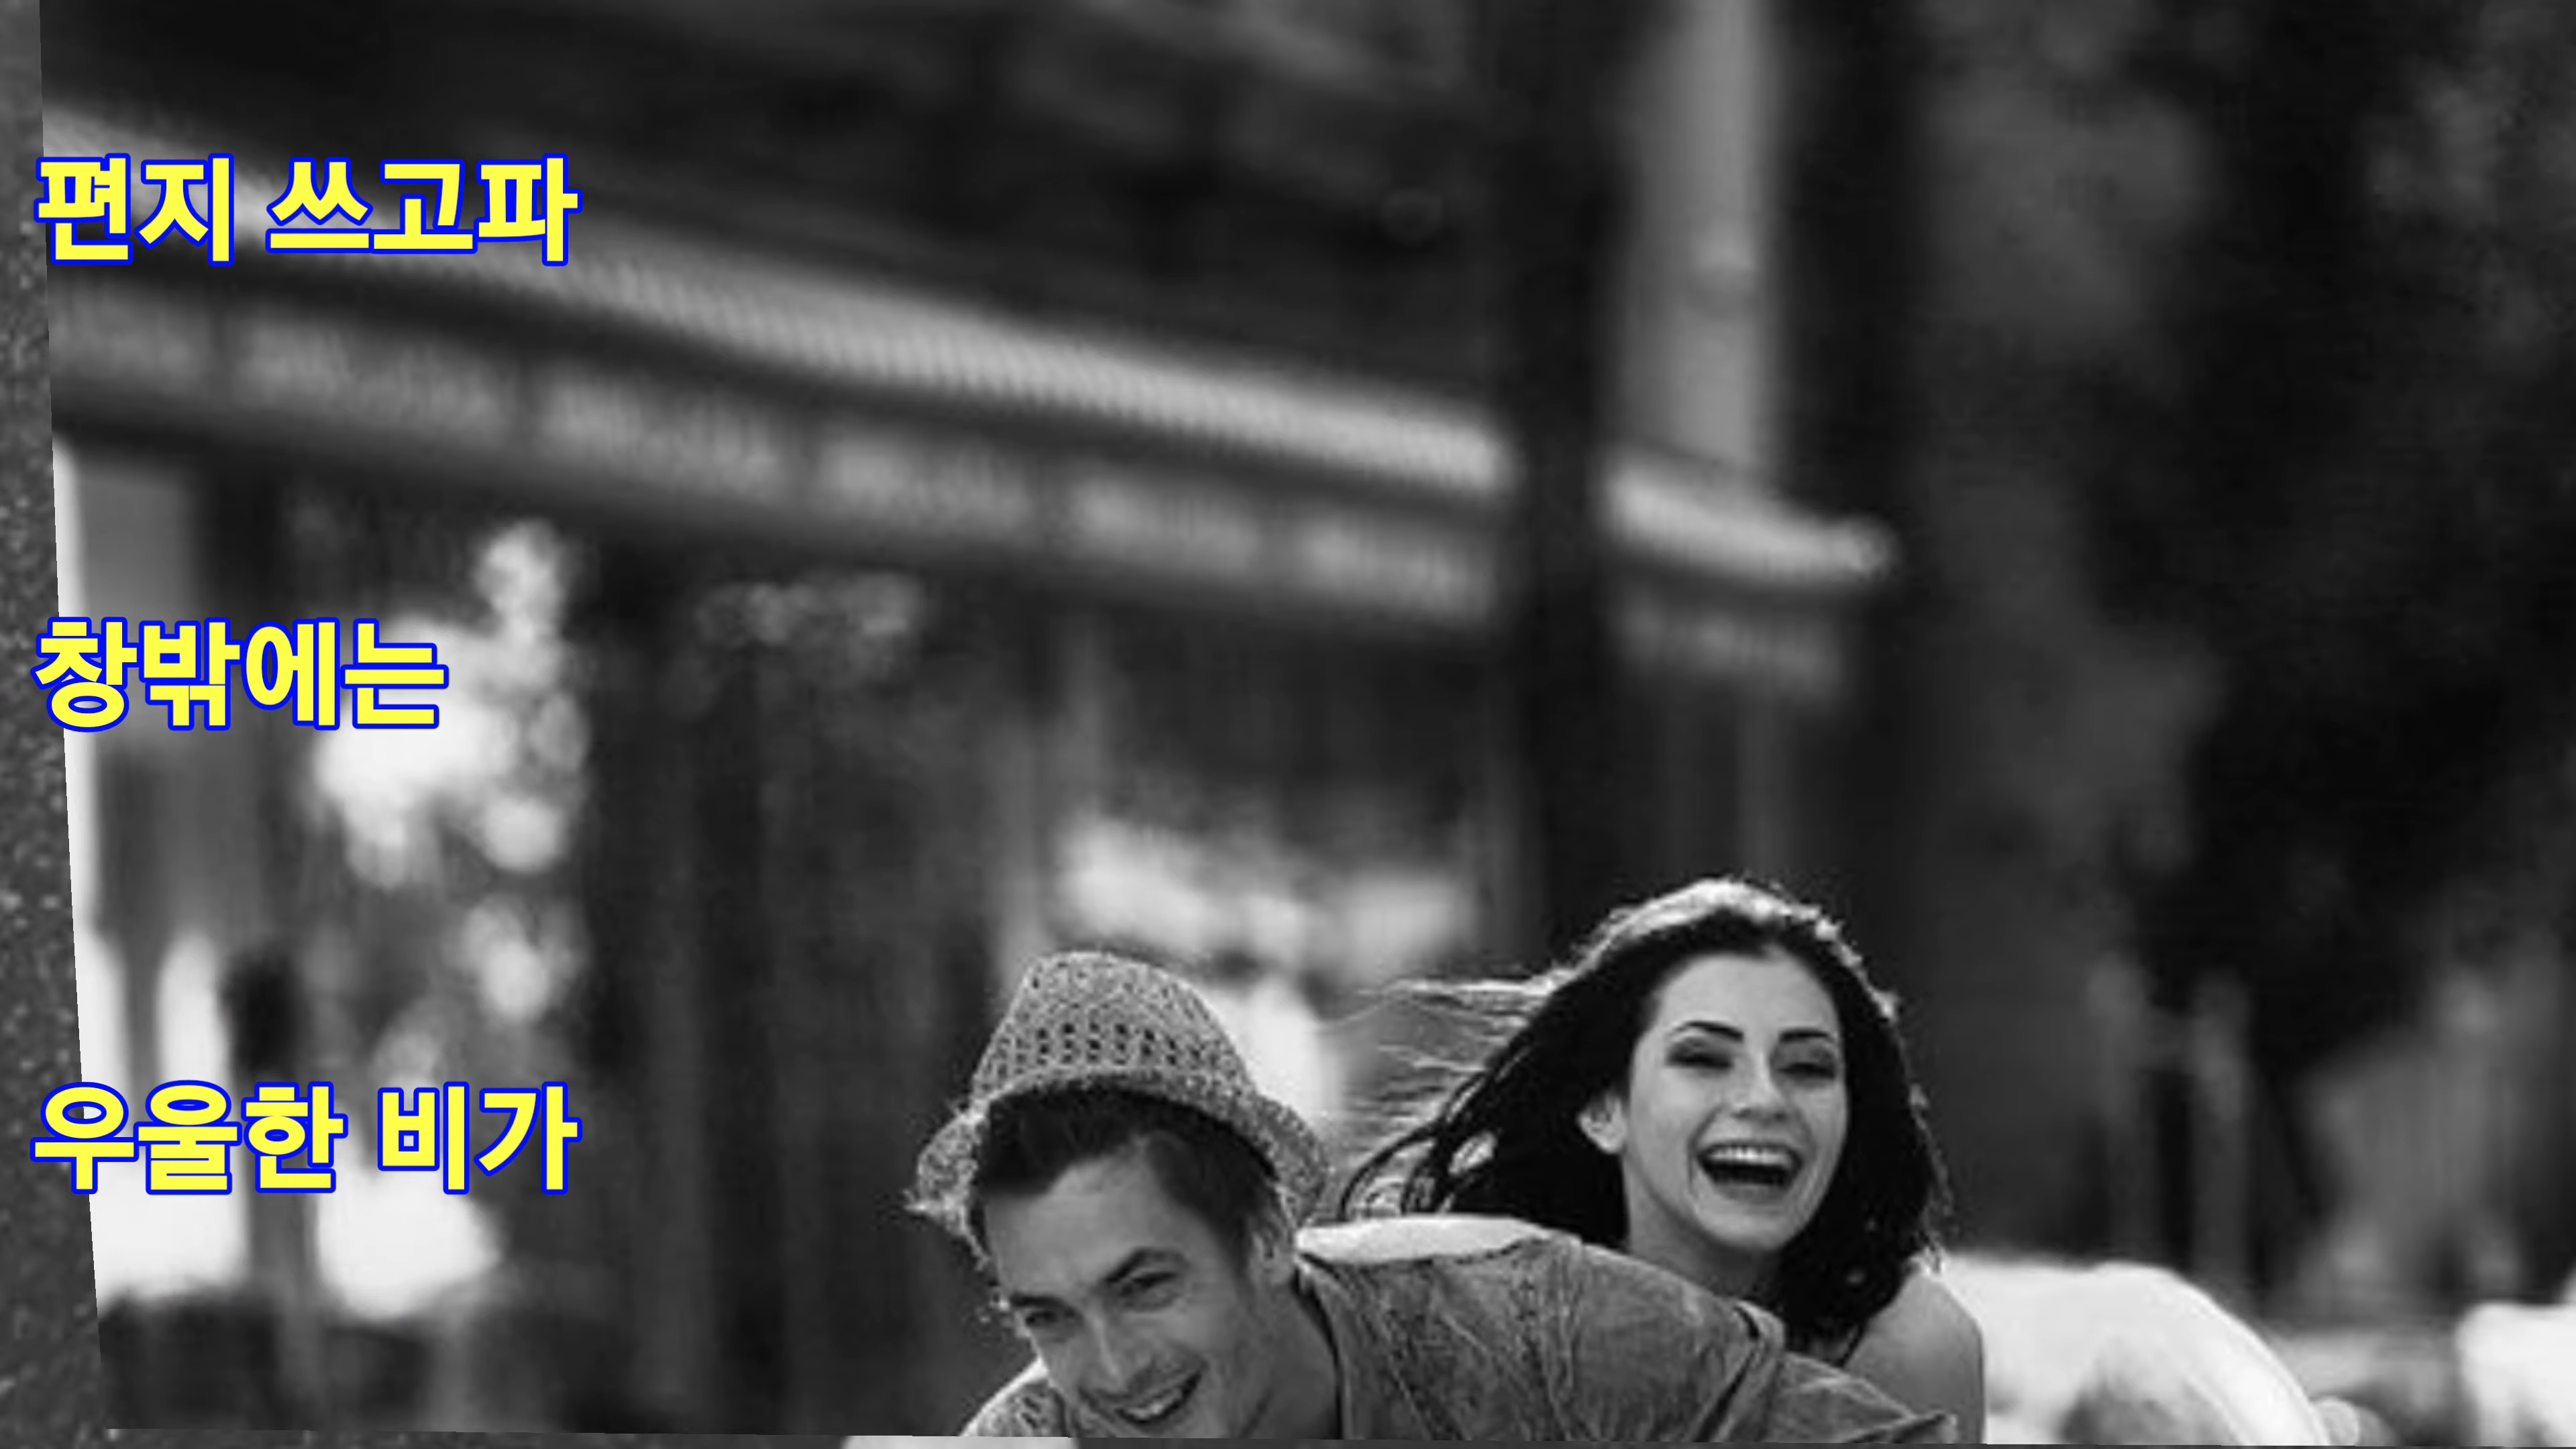 편지 쓰고파
창밖에는
우울한 비가